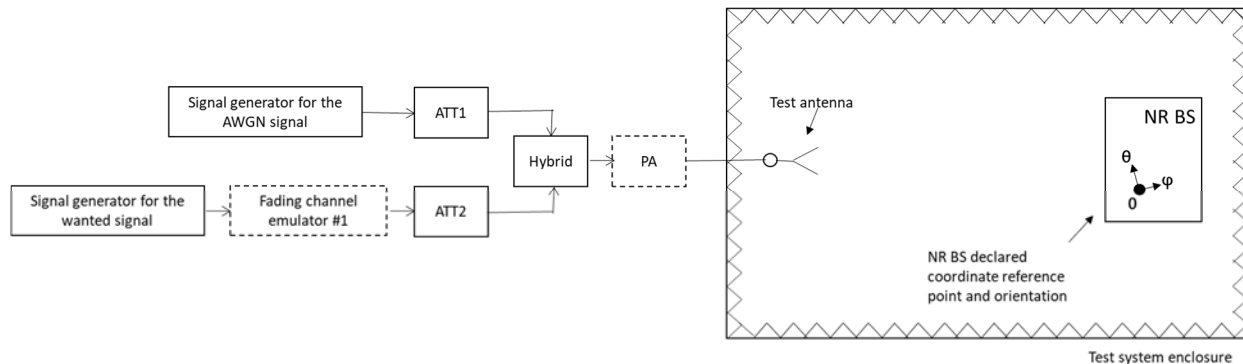 Signal generator for the
AWGN signal
ATT1
Hybrid
PA
Signal generator for the
wanted signal
Fading channel
emulator #1
ATT2
Test antenna
NR BS
θ
φ
0
NR BS declared
coordinate reference
point and orientation
Test system enclosure